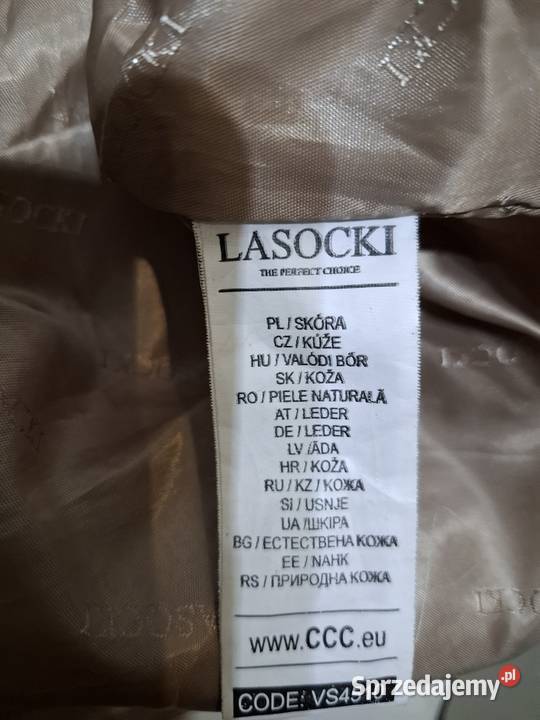 LASOCKI
THE PERFECT CHOICE
PL / SKÓRA
CZ / KŮŽE
HU / VALÓDI BŐR
SK / KOŽA
RO / PIELE NATURALĂ
AT / LEDER
DE / LEDER
LV /ĀDA
HR / KOŽA
RU / KZ / КОЖА
SI / USNJE
UA /ШКІРА
BG / ЕСТЕСТВЕНА КОЖА
EE / NAHK
RS / ПРИРОДНА КОЖА
www.CCC.eu
CODE: VS45
Sprzedajemy.pl